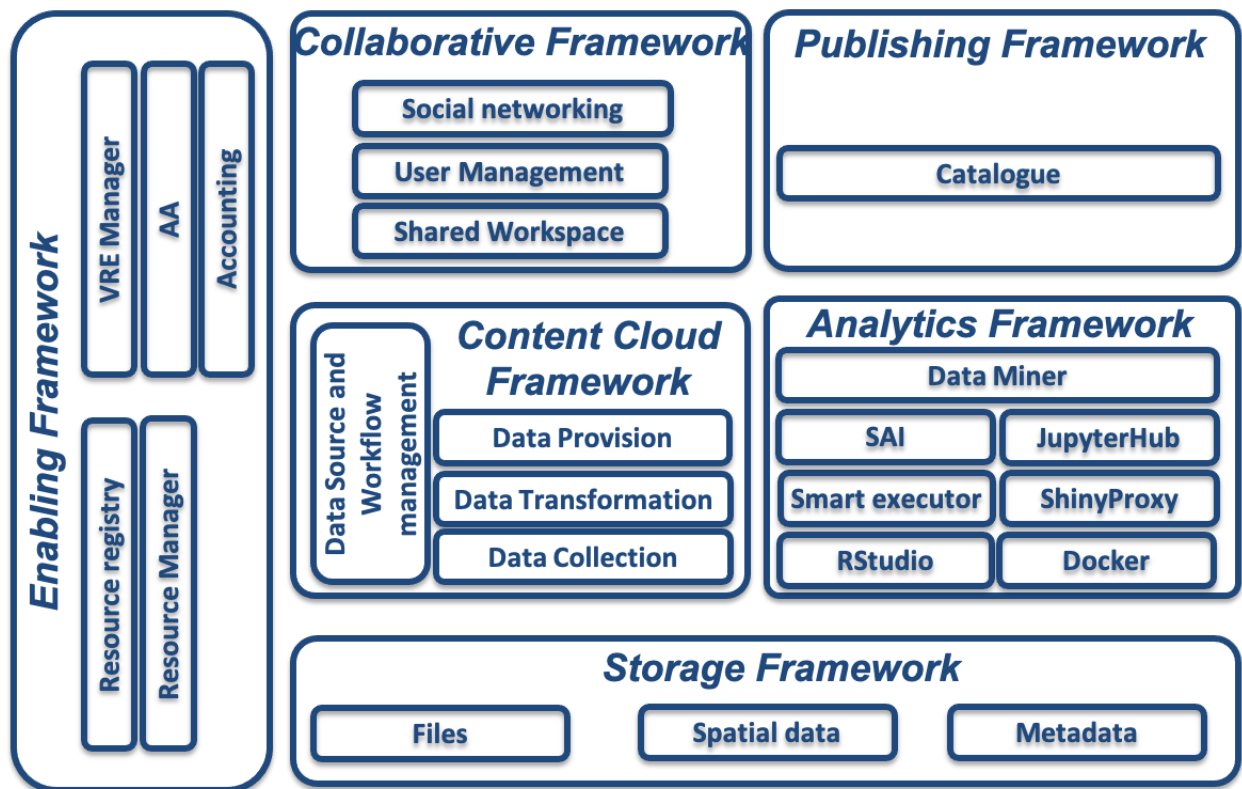 Enabling Framework
VRE Manager
AA
Accounting
Resource registry
Resource Manager
Collaborative Framework
Social networking
User Management
Shared Workspace
Publishing Framework
Catalogue
Content Cloud
Framework
Data Source and
Workflow
management
Data Provision
Data Transformation
Data Collection
Analytics Framework
Data Miner
SAI
JupyterHub
Smart executor
ShinyProxy
RStudio
Docker
Storage Framework
Files
Spatial data
Metadata